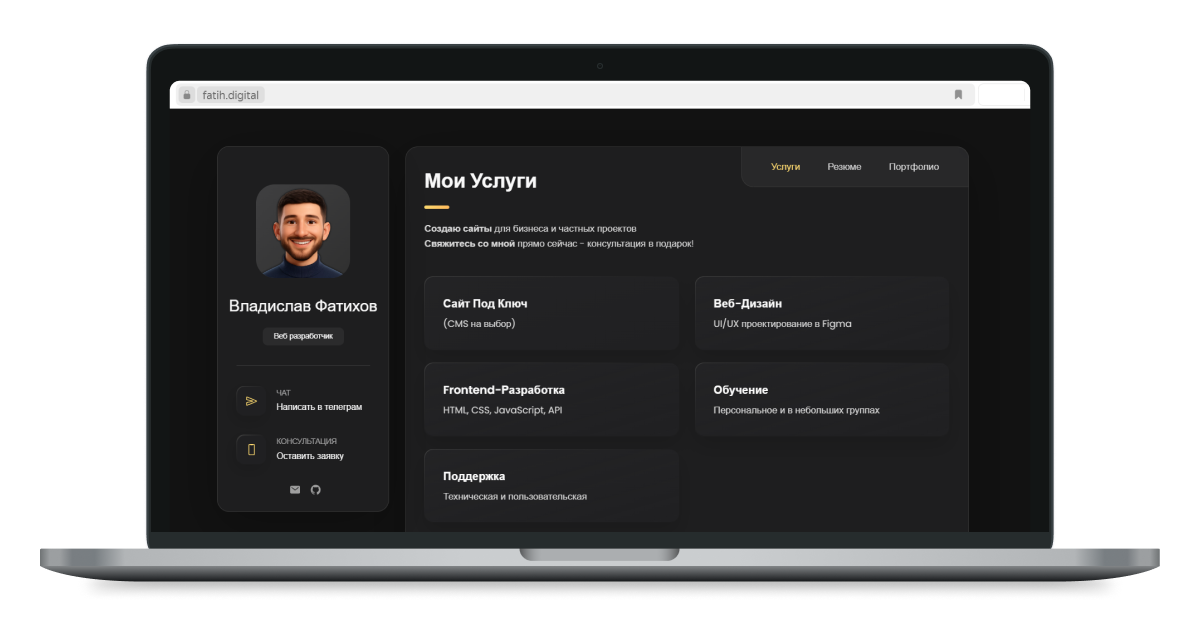 fatih.digital
Владислав Фатихов
Веб разработчик
ЧАТ
Написать в телеграм
КОНСУЛЬТАЦИЯ
Оставить заявку
Услуги
Резюме
Портфолио
Мои Услуги
Создаю сайты для бизнеса и частных проектов
Свяжитесь со мной прямо сейчас - консультация в подарок!
Сайт Под Ключ
(CMS на выбор)
Веб-Дизайн
UI/UX проектирование в Figma
Frontend-Разработка
HTML, CSS, JavaScript, API
Обучение
Персональное и в небольших группах
Поддержка
Техническая и пользовательская